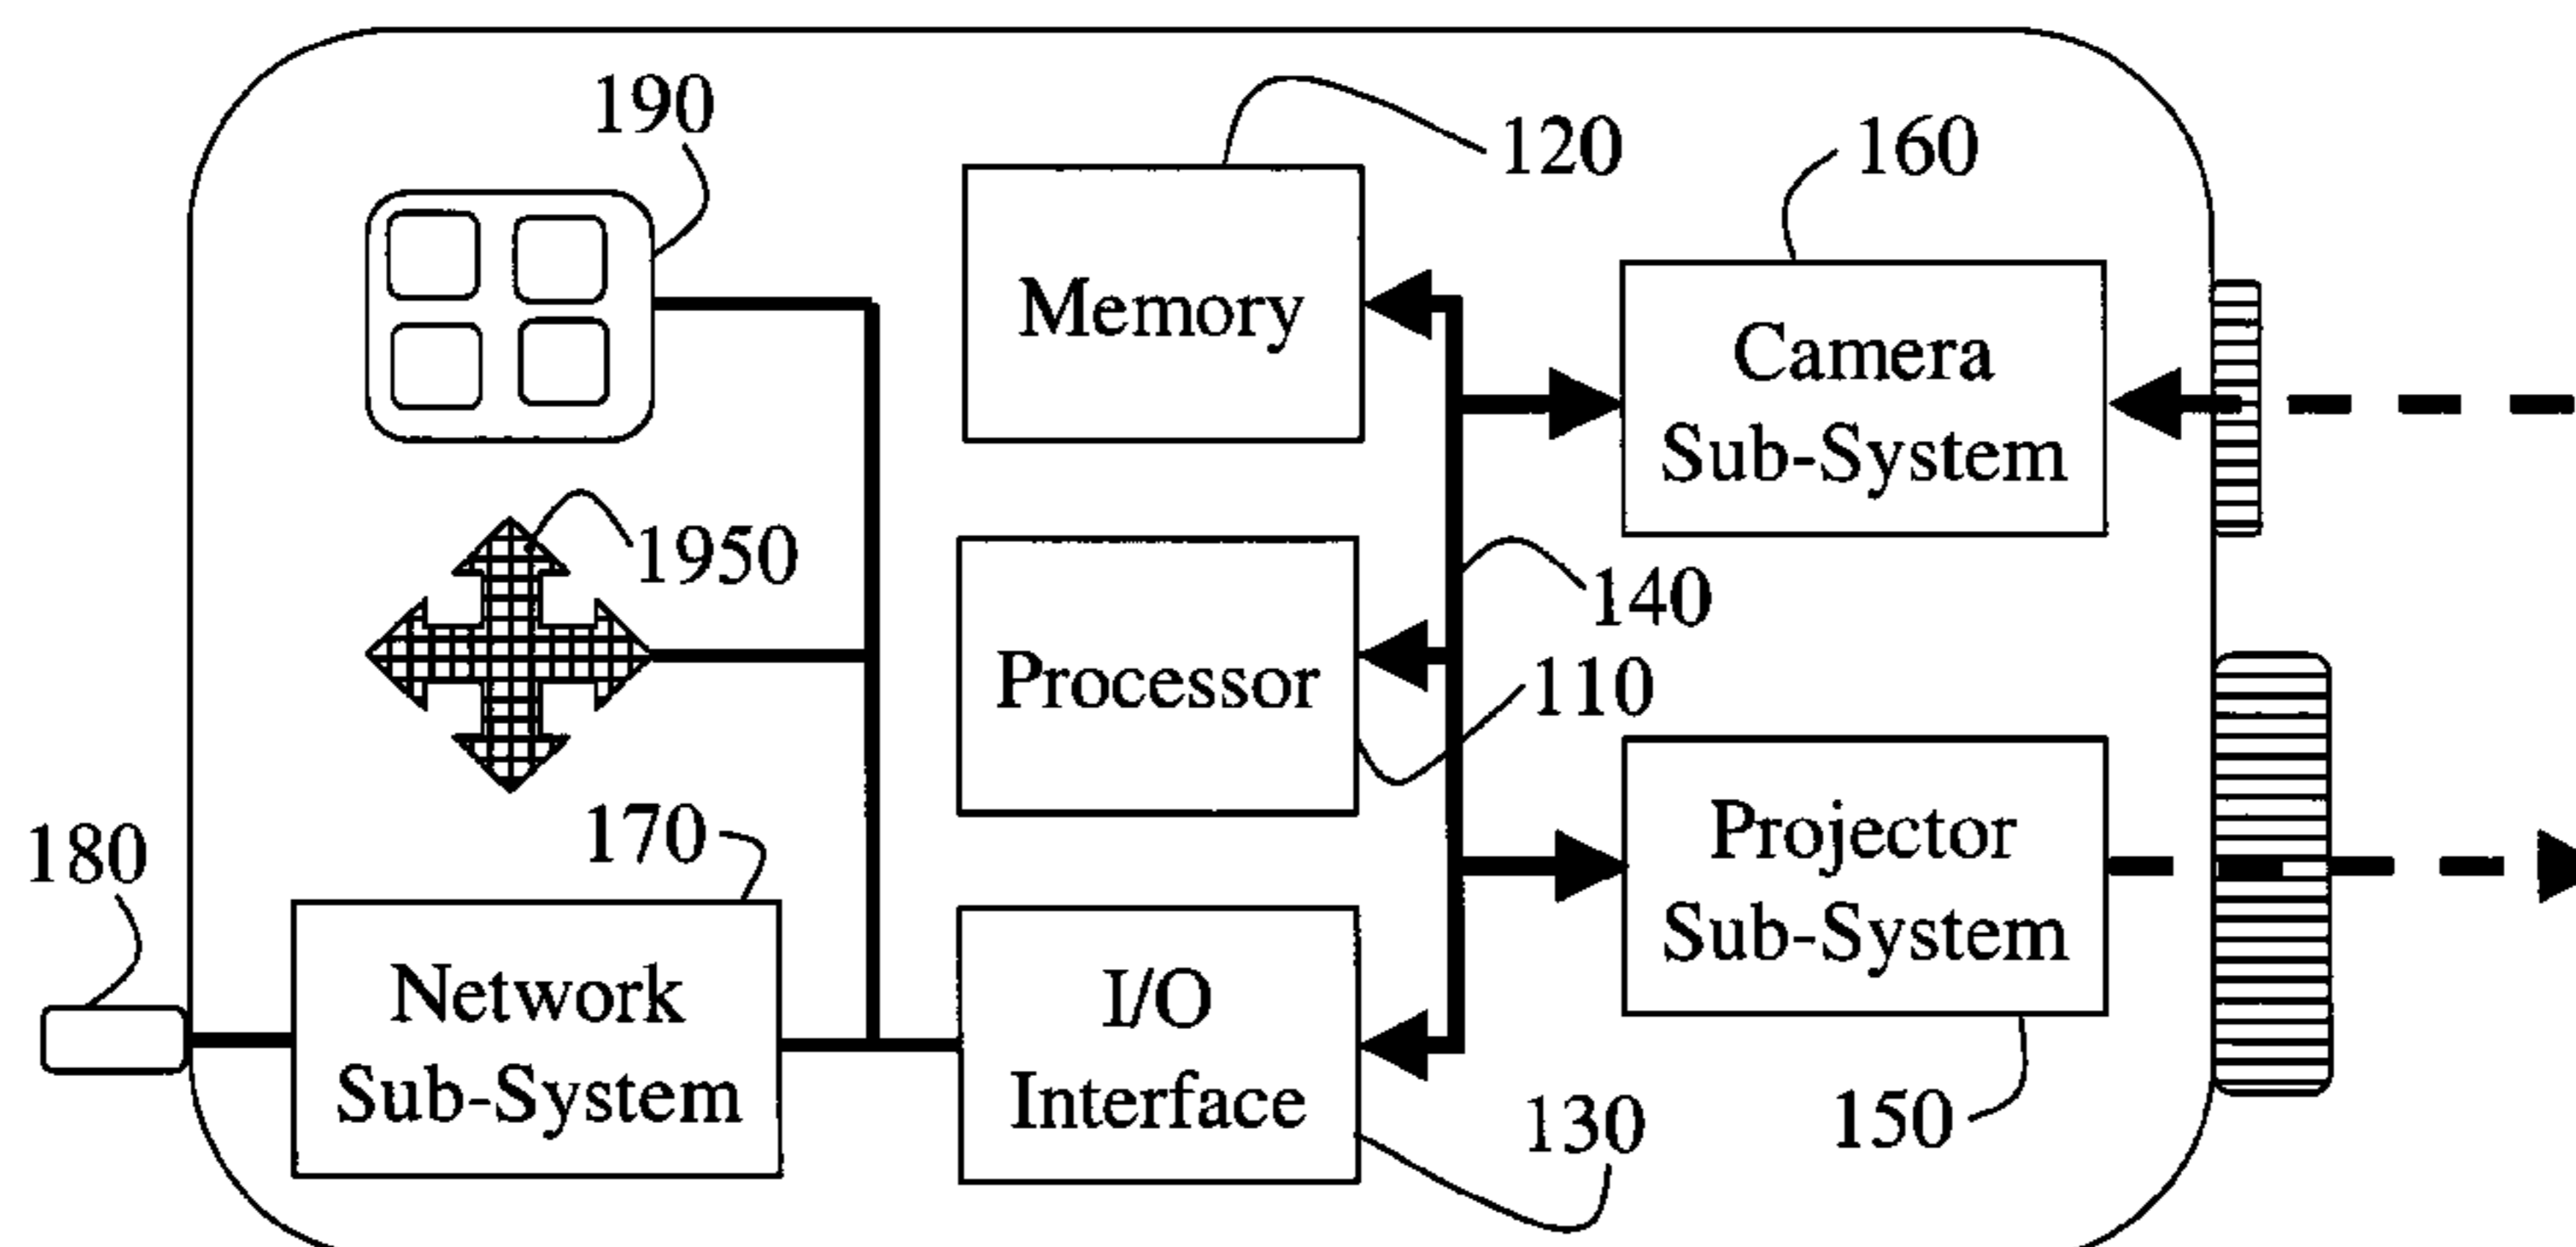 190
120
160
Memory
Camera
Sub-System
1950
140
Processor
110
180
170
Projector
Sub-System
Network
Sub-System
I/O
Interface
130
150